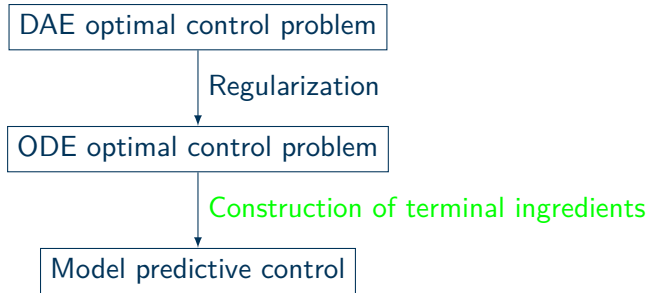 DAE optimal control problem
Regularization
ODE optimal control problem
Construction of terminal ingredients
Model predictive control